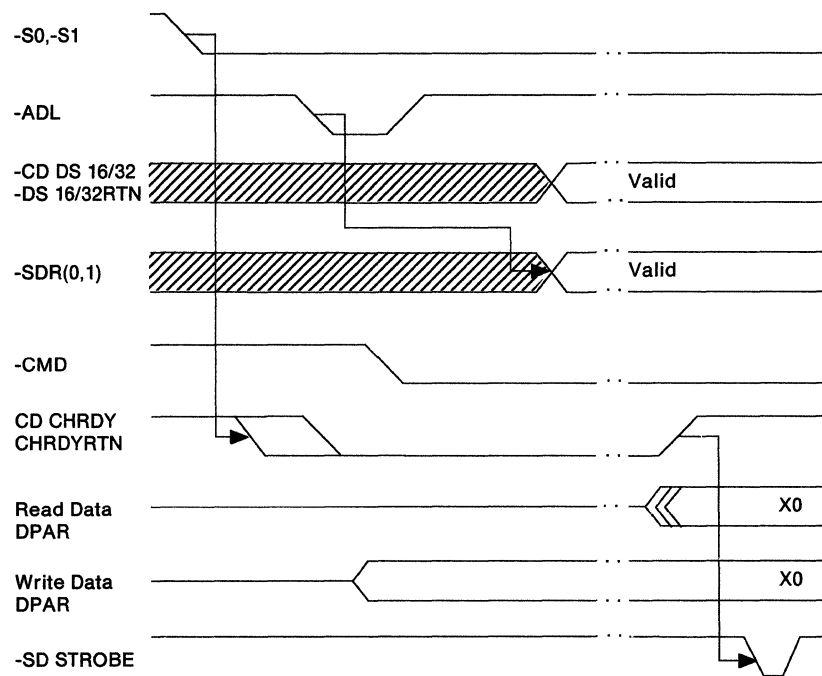 -S0,-S1
-ADL
-CD DS 16/32
-DS 16/32RTN
Valid
-SDR(0,1)
Valid
-CMD
CD CHRDY
CHRDYRTN
Read Data
DPAR
X0
Write Data
DPAR
X0
-SD STROBE